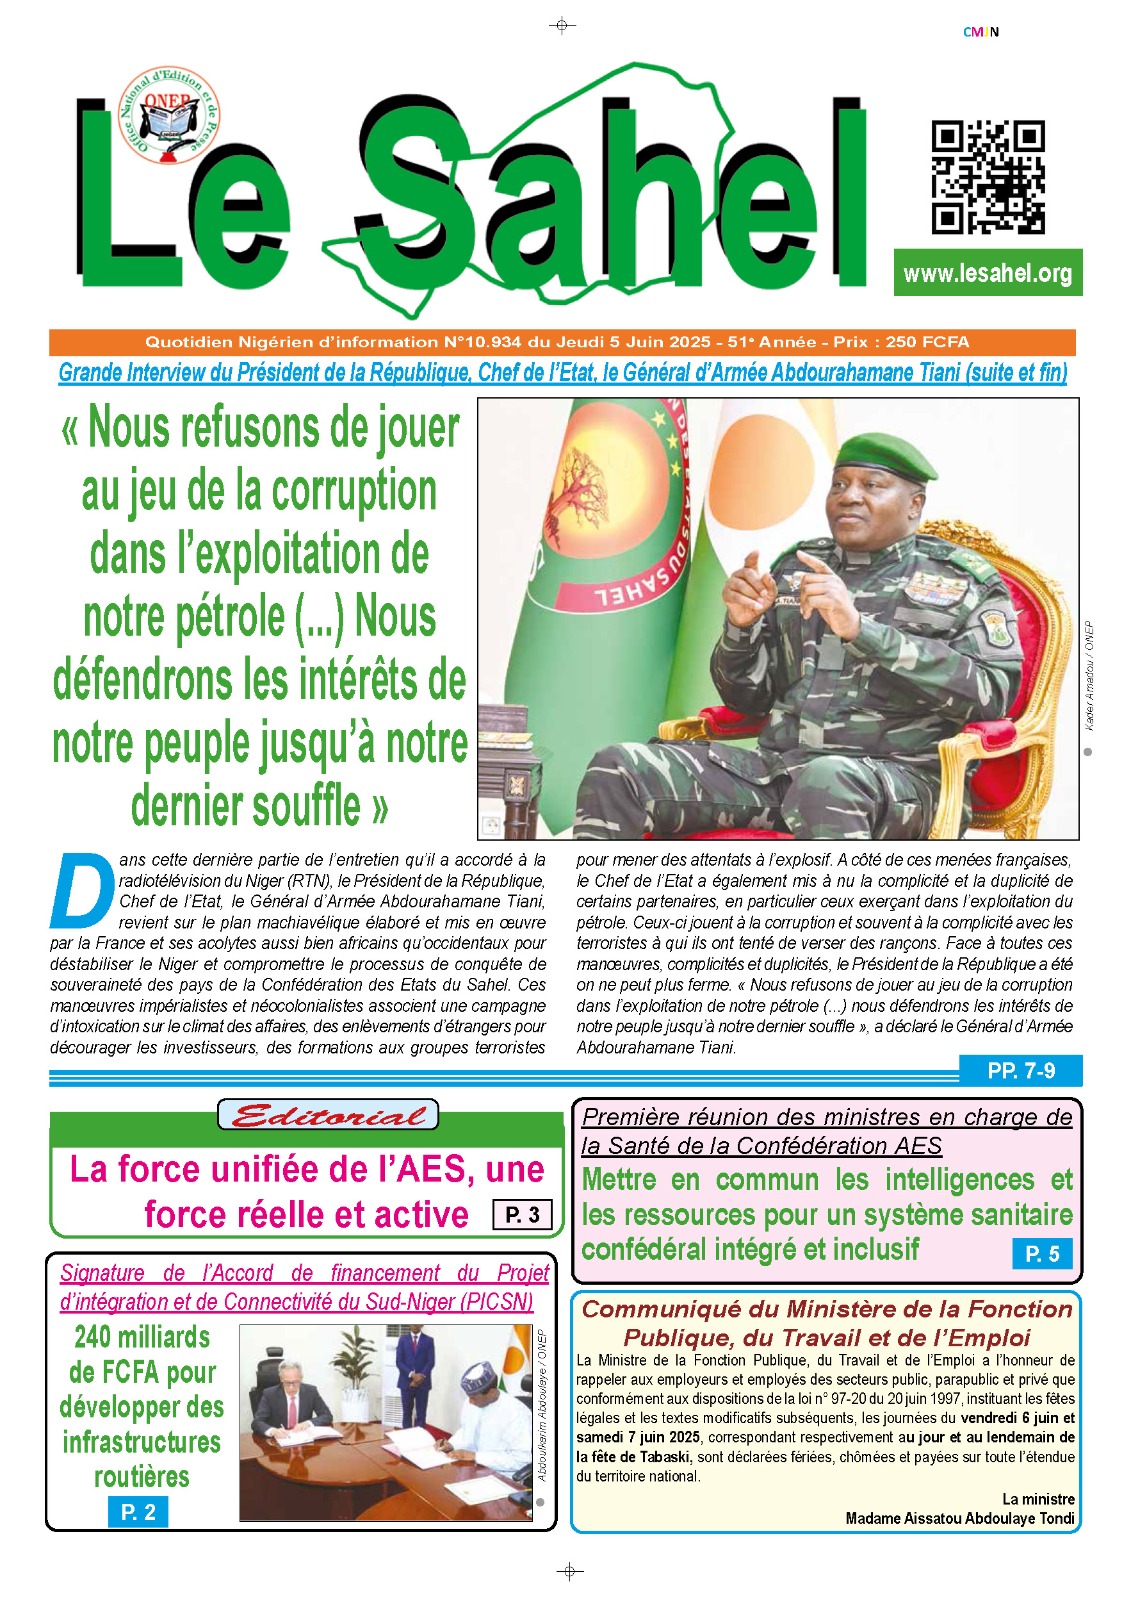 CMJN
Office National d'Edition et de Presse
ONEP
Le Sahel
www.lesahel.org
Quotidien Nigérien d'information N°10.934 du Jeudi 5 Juin 2025 - 51e Année - Prix : 250 FCFA
Grande Interview du Président de la République, Chef de l'Etat, le Général d'Armée Abdourahamane Tiani (suite et fin)
« Nous refusons de jouer
au jeu de la corruption
dans l'exploitation de
notre pétrole (...) Nous
défendrons les intérêts de
notre peuple jusqu'à notre
dernier souffle »
Kader Amadou / ONEP
Dans cette dernière partie de l'entretien qu'il a accordé à la
radiotélévision du Niger (RTN), le Président de la République,
Chef de l'Etat, le Général d'Armée Abdourahamane Tiani,
revient sur le plan machiavélique élaboré et mis en œuvre
par la France et ses acolytes aussi bien africains qu'occidentaux pour
déstabiliser le Niger et compromettre le processus de conquête de
souveraineté des pays de la Confédération des Etats du Sahel. Ces
manœuvres impérialistes et néocolonialistes associent une campagne
d'intoxication sur le climat des affaires, des enlèvements d'étrangers pour
décourager les investisseurs, des formations aux groupes terroristes
pour mener des attentats à l'explosif. A côté de ces menées françaises,
le Chef de l'Etat a également mis à nu la complicité et la duplicité de
certains partenaires, en particulier ceux exerçant dans l'exploitation du
pétrole. Ceux-ci jouent à la corruption et souvent à la complicité avec les
terroristes à qui ils ont tenté de verser des rançons. Face à toutes ces
manœuvres, complicités et duplicités, le Président de la République a été
on ne peut plus ferme. « Nous refusons de jouer au jeu de la corruption
dans l'exploitation de notre pétrole (...) nous défendrons les intérêts de
notre peuple jusqu'à notre dernier souffle », a déclaré le Général d'Armée
Abdourahamane Tiani.
PP. 7-9
Editorial
La force unifiée de l'AES, une
force réelle et active
P. 3
Signature de l'Accord de financement du Projet
d'intégration et de Connectivité du Sud-Niger (PICSN)
240 milliards
de FCFA pour
développer des
infrastructures
routières
P. 2
Abdoulkarim Abdoulaye / ONEP
Première réunion des ministres en charge de
la Santé de la Confédération AES
Mettre en commun les intelligences et
les ressources pour un système sanitaire
confédéral intégré et inclusif
P. 5
Communiqué du Ministère de la Fonction
Publique, du Travail et de l'Emploi
La Ministre de la Fonction Publique, du Travail et de l'Emploi a l'honneur de
rappeler aux employeurs et employés des secteurs public, parapublic et privé que
conformément aux dispositions de la loi n° 97-20 du 20 juin 1997, instituant les fêtes
légales et les textes modificatifs subséquents, les journées du vendredi 6 juin et
samedi 7 juin 2025, correspondant respectivement au jour et au lendemain de
la fête de Tabaski, sont déclarées fériées, chômées et payées sur toute l'étendue
du territoire national.
La ministre
Madame Aissatou Abdoulaye Tondi